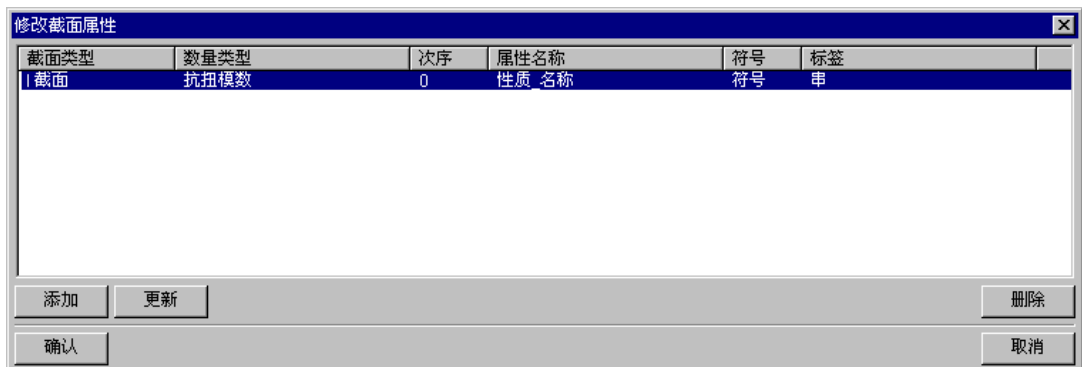 修改截面属性
截面类型 数量类型 次序 属性名称 符号 标签
I截面 抗扭模数 0 性质_名称 符号 串
添加 更新 删除
确认 取消